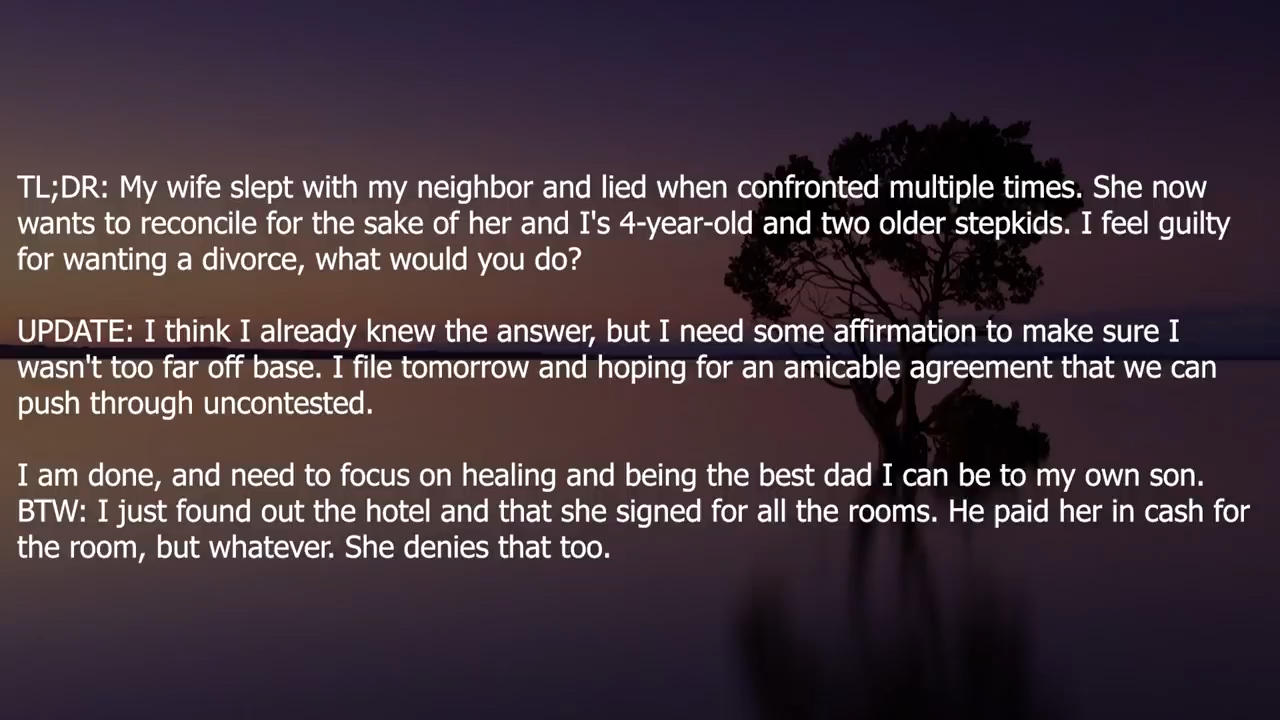 TL;DR: My wife slept with my neighbor and lied when confronted multiple times. She now
wants to reconcile for the sake of her and I's 4-year-old and two older stepkids. I feel guilty
for wanting a divorce, what would you do?
UPDATE: I think I already knew the answer, but I need some affirmation to make sure I
wasn't too far off base. I file tomorrow and hoping for an amicable agreement that we can
push through uncontested.
I am done, and need to focus on healing and being the best dad I can be to my own son.
BTW: I just found out the hotel and that she signed for all the rooms. He paid her in cash for
the room, but whatever. She denies that too.